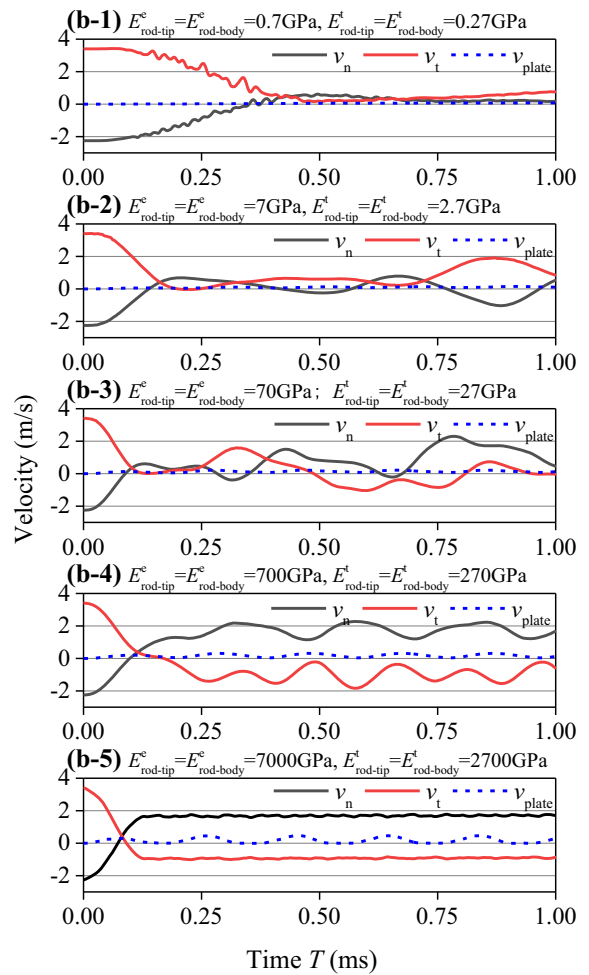 (b-1) E^e_rod-tip=E^e_rod-body=0.7GPa, E^t_rod-tip=E^t_rod-body=0.27GPa
4
2
0
-2
v_n v_t v_plate
0.00 0.25 0.50 0.75 1.00
(b-2) E^e_rod-tip=E^e_rod-body=7GPa, E^t_rod-tip=E^t_rod-body=2.7GPa
4
2
0
-2
v_n v_t v_plate
0.00 0.25 0.50 0.75 1.00
(b-3) E^e_rod-tip=E^e_rod-body=70GPa; E^t_rod-tip=E^t_rod-body=27GPa
4
2
0
-2
v_n v_t v_plate
0.00 0.25 0.50 0.75 1.00
Velocity (m/s)
(b-4) E^e_rod-tip=E^e_rod-body=700GPa, E^t_rod-tip=E^t_rod-body=270GPa
4
2
0
-2
v_n v_t v_plate
0.00 0.25 0.50 0.75 1.00
(b-5) E^e_rod-tip=E^e_rod-body=7000GPa, E^t_rod-tip=E^t_rod-body=2700GPa
4
2
0
-2
v_n v_t v_plate
0.00 0.25 0.50 0.75 1.00
Time T (ms)